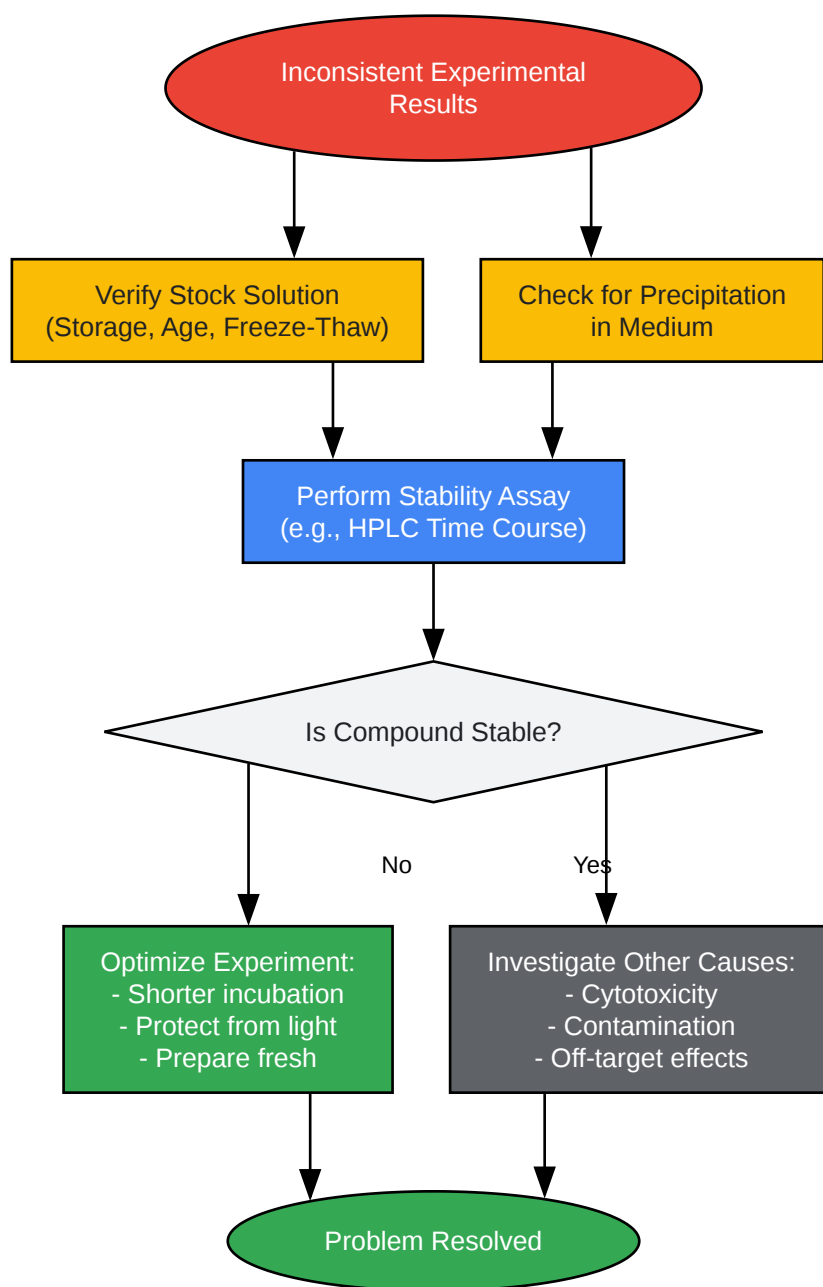 Inconsistent Experimental
Results
Verify Stock Solution
(Storage, Age, Freeze-Thaw)
Check for Precipitation
in Medium
Perform Stability Assay
(e.g., HPLC Time Course)
Is Compound Stable?
No
Yes
Optimize Experiment:
- Shorter incubation
- Protect from light
- Prepare fresh
Investigate Other Causes:
- Cytotoxicity
- Contamination
- Off-target effects
Problem Resolved